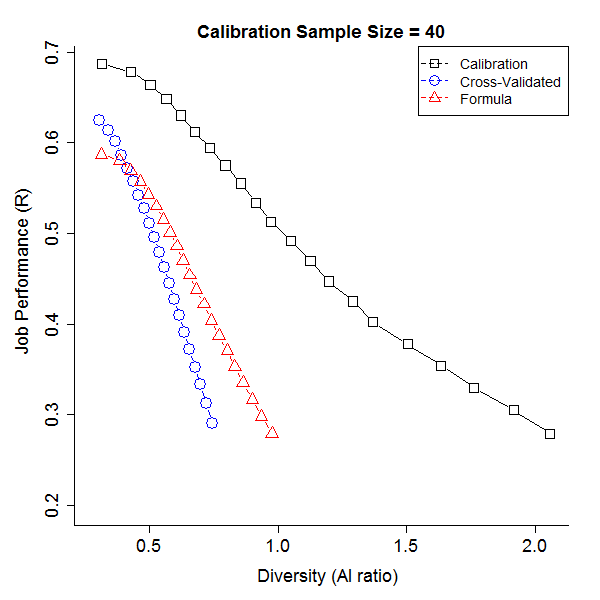 Calibration Sample Size = 40
Calibration
Cross-Validated
Formula
Job Performance (R)
0.7
0.6
0.5
0.4
0.3
0.2
0.5
1.0
1.5
2.0
Diversity (AI ratio)